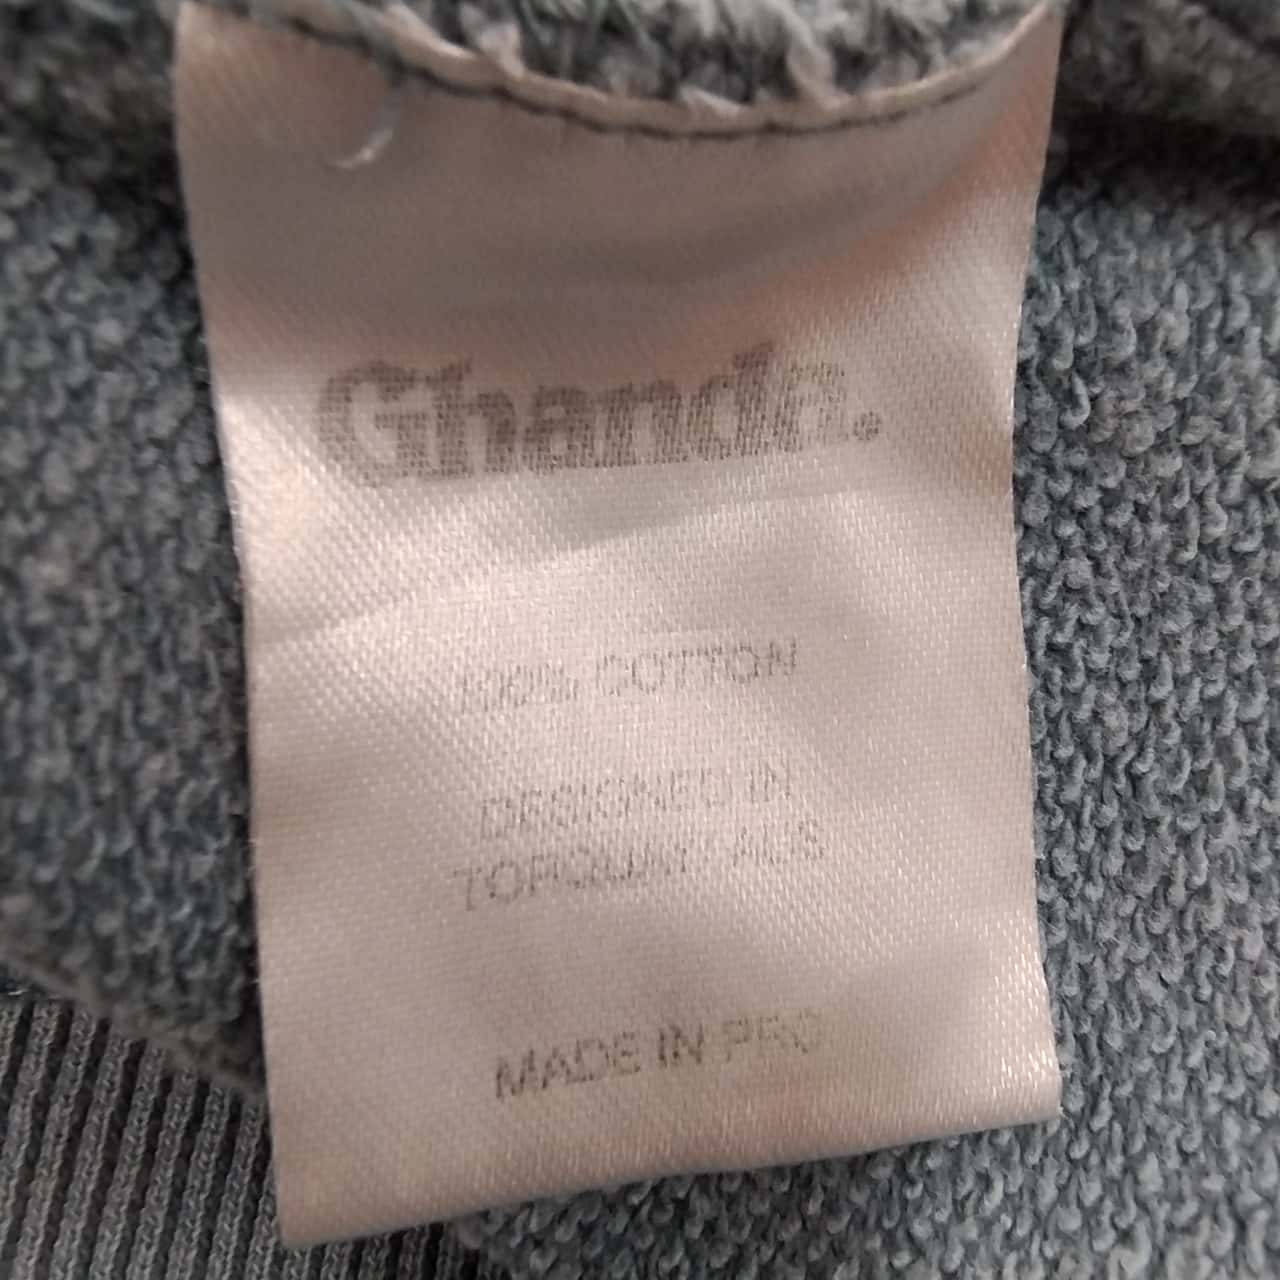 Ghanda.
100% COTTON
DESIGNED IN
TORQUAY AUS
MADE IN PRC